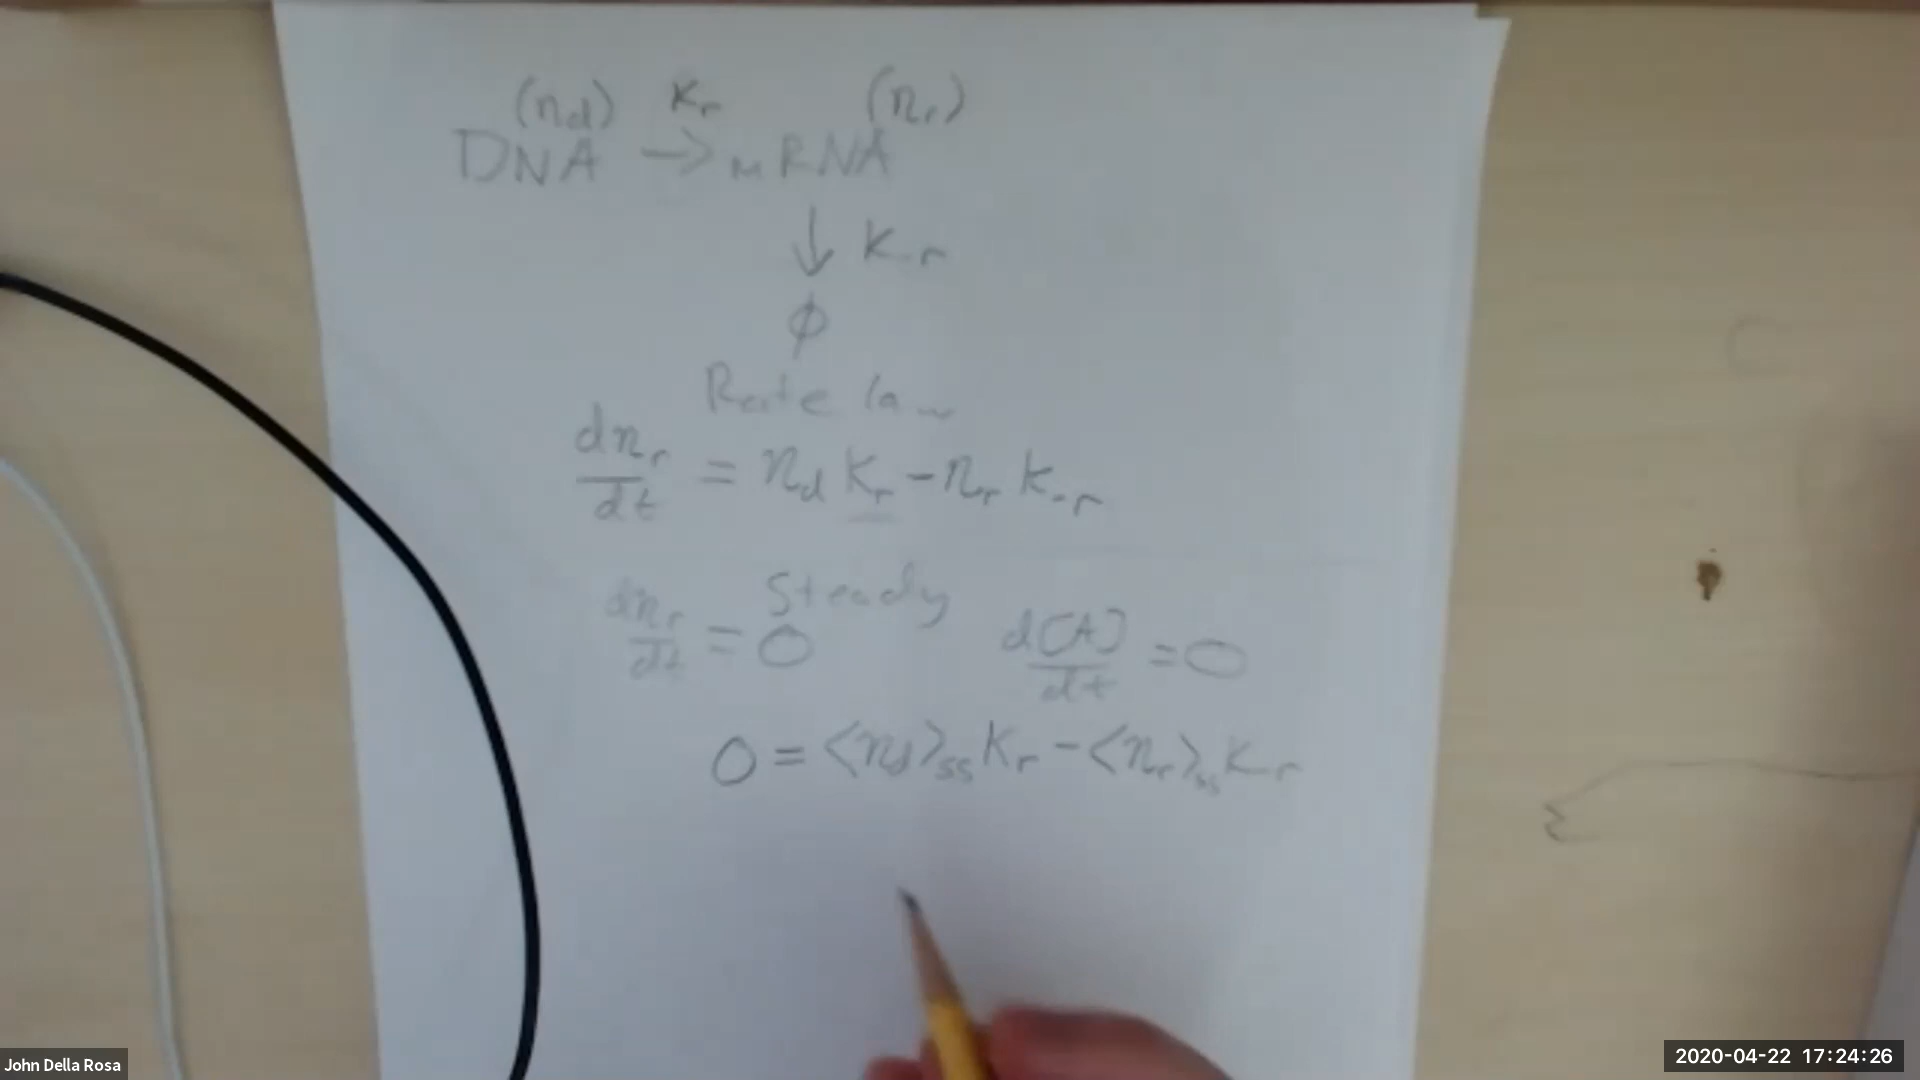 (n_d) K_r (n_r)
DNA → mRNA
↓ K_-r
ϕ
Rate law
dn_r/dt = n_d K_r - n_r K_-r
Steady
dn_r/dt = 0 d[A]/dt = 0
0 = <n_d>_ss K_r - <n_r>_ss K_-r
John Della Rosa
2020-04-22 17:24:26